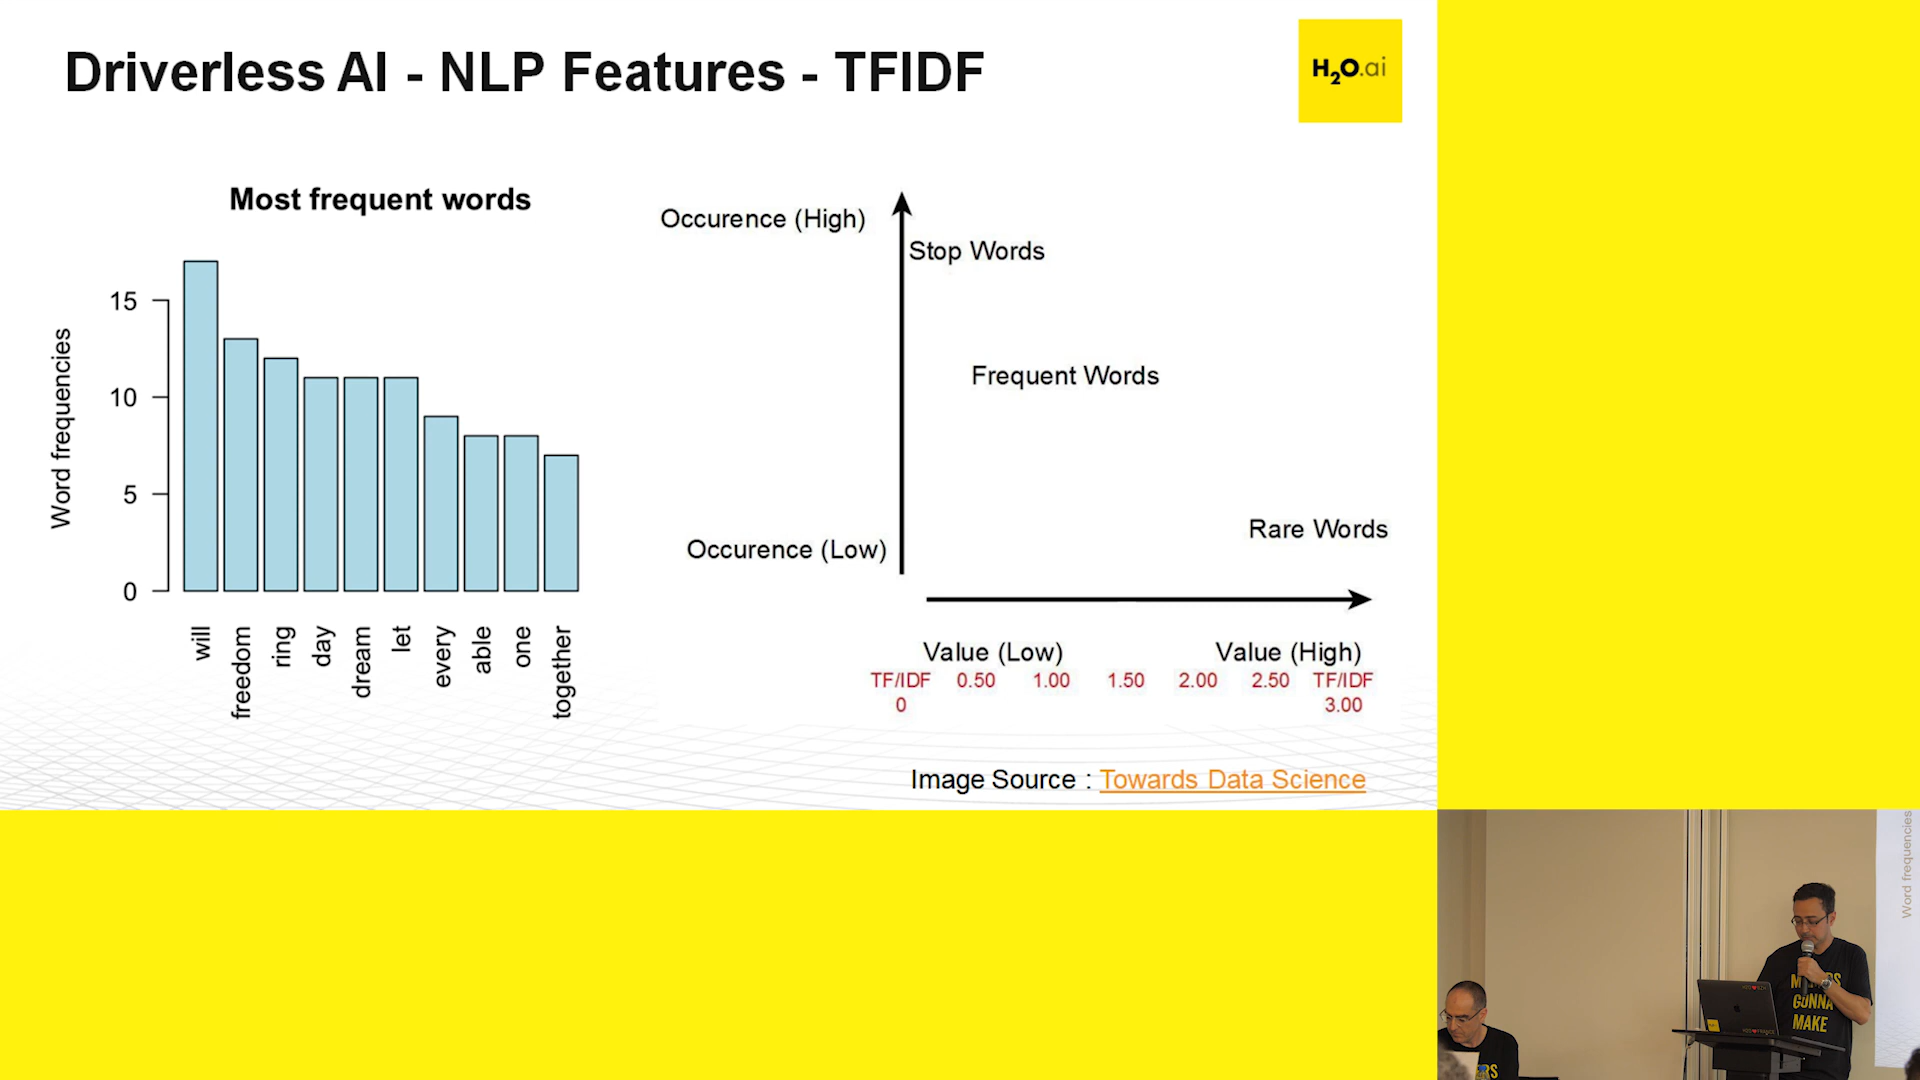 Driverless AI - NLP Features - TFIDF
H2O.ai
Most frequent words
Word frequencies
15
10
5
0
will
freedom
ring
day
dream
let
every
able
one
together
Occurence (High)
Stop Words
Frequent Words
Rare Words
Occurence (Low)
Value (Low)
Value (High)
TF/IDF 0.50 1.00 1.50 2.00 2.50 TF/IDF
0 3.00
Image Source : Towards Data Science
Word frequencies
GUNNA
MAKE